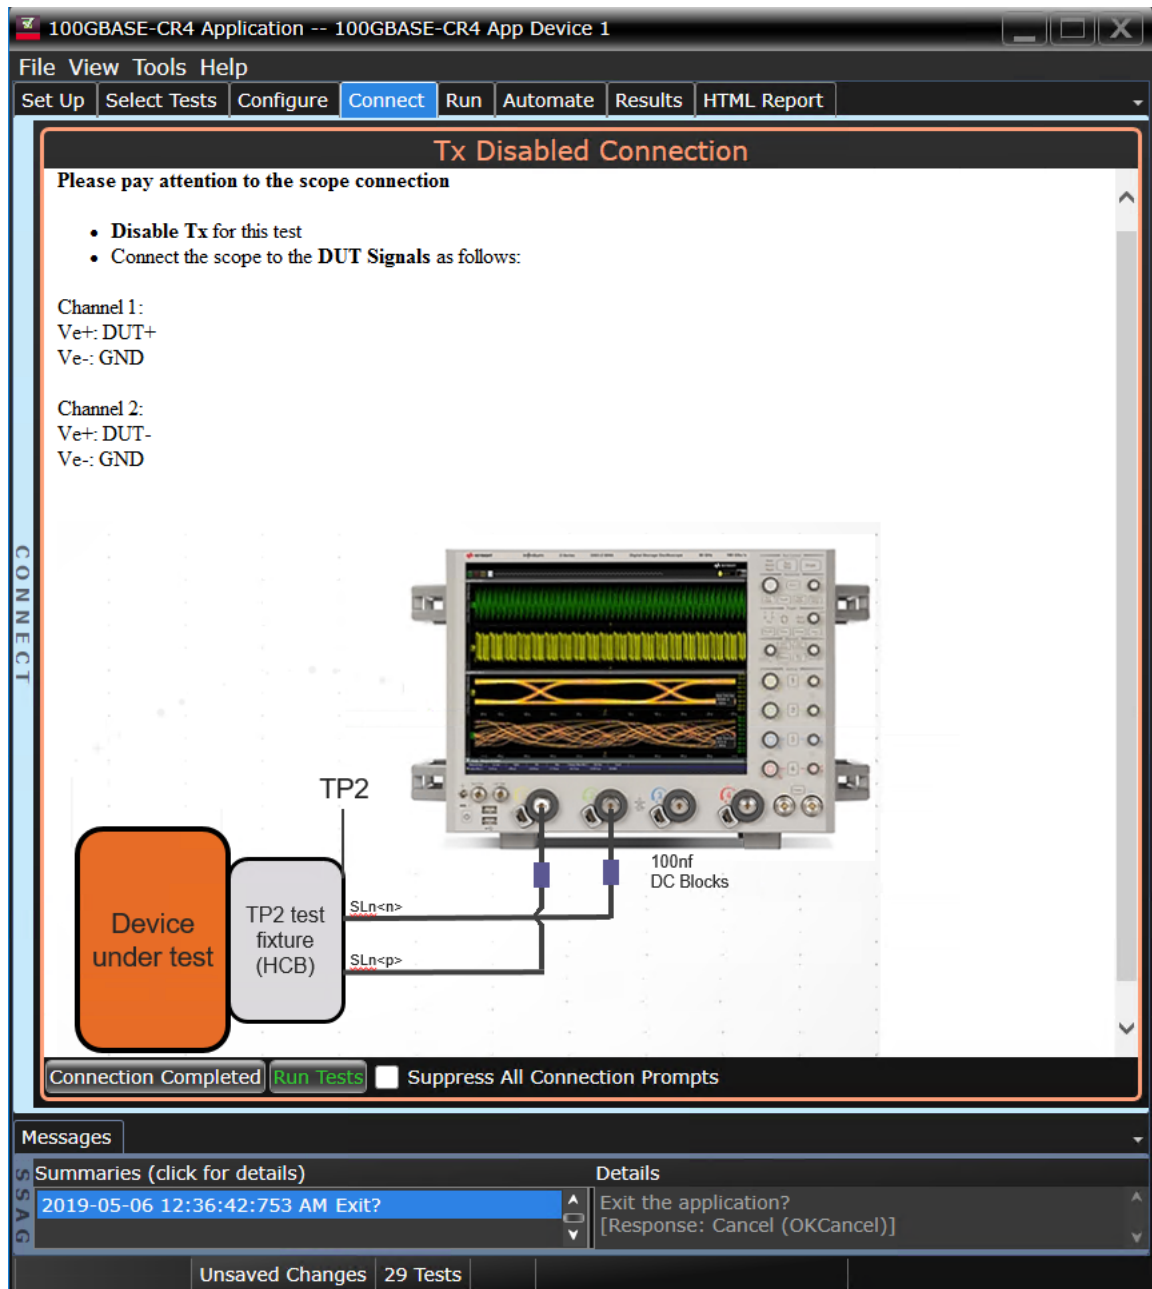 100GBASE-CR4 Application -- 100GBASE-CR4 App Device 1
File View Tools Help
Set Up Select Tests Configure Connect Run Automate Results HTML Report
Tx Disabled Connection
Please pay attention to the scope connection
• Disable Tx for this test
• Connect the scope to the DUT Signals as follows:
Channel 1:
Ve+: DUT+
Ve-: GND
Channel 2:
Ve+: DUT-
Ve-: GND
CONNECT
TP2
100nf
DC Blocks
Device
under test
TP2 test
fixture
(HCB)
SLn<n>
SLn<p>
Connection Completed Run Tests Suppress All Connection Prompts
Messages
SSAG
Summaries (click for details) Details
2019-05-06 12:36:42:753 AM Exit?
Exit the application?
[Response: Cancel (OKCancel)]
Unsaved Changes 29 Tests